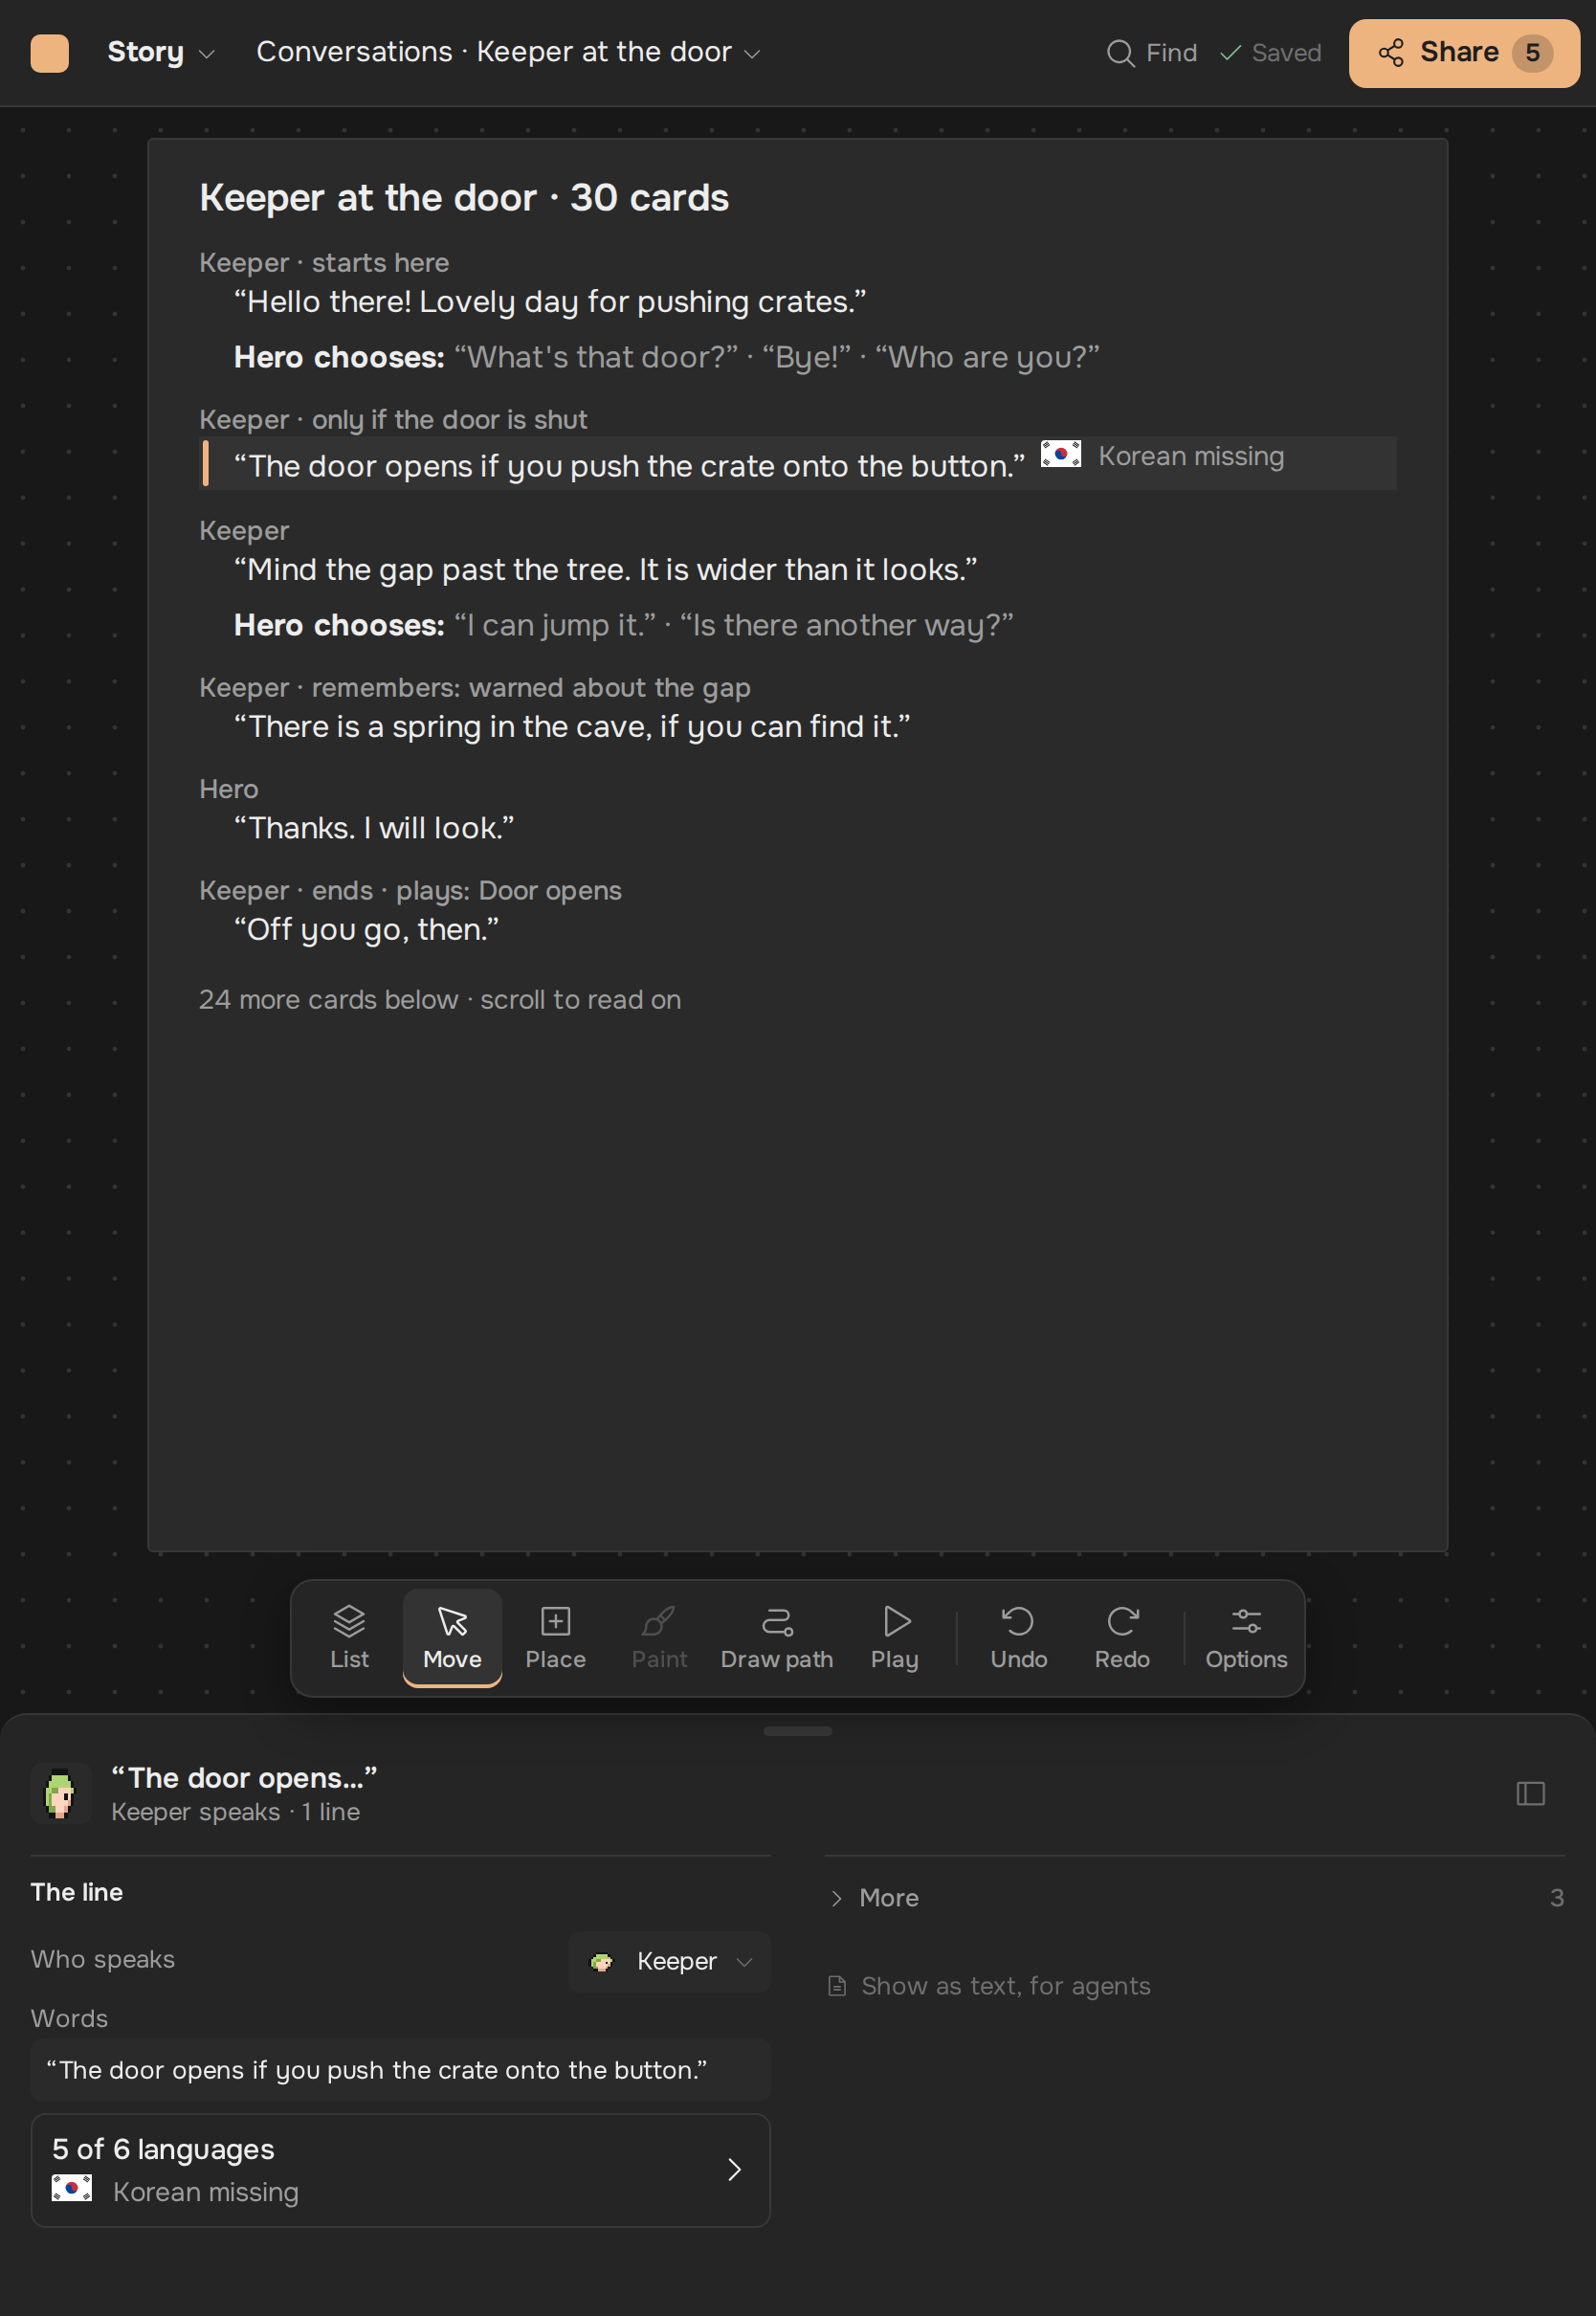 Story
Conversations · Keeper at the door
Find
Saved
Share 5
Keeper at the door · 30 cards
Keeper · starts here
“Hello there! Lovely day for pushing crates.”
Hero chooses: “What's that door?” · “Bye!” · “Who are you?”
Keeper · only if the door is shut
“The door opens if you push the crate onto the button.” Korean missing
Keeper
“Mind the gap past the tree. It is wider than it looks.”
Hero chooses: “I can jump it.” · “Is there another way?”
Keeper · remembers: warned about the gap
“There is a spring in the cave, if you can find it.”
Hero
“Thanks. I will look.”
Keeper · ends · plays: Door opens
“Off you go, then.”
24 more cards below · scroll to read on
List
Move
Place
Paint
Draw path
Play
Undo
Redo
Options
“The door opens…”
Keeper speaks · 1 line
The line
Who speaks
Keeper
Words
“The door opens if you push the crate onto the button.”
5 of 6 languages
Korean missing
More 3
Show as text, for agents